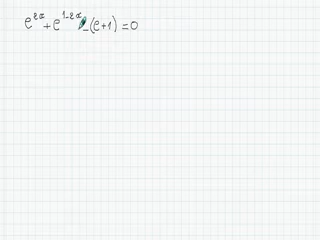 e^{2x} + e^{1-2x} - (e+1) = 0